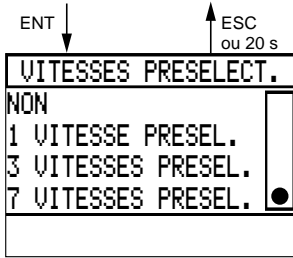 ENT
ESC
ou 20 s
VITESSES PRESELECT.
NON
1 VITESSE PRESEL.
3 VITESSES PRESEL.
7 VITESSES PRESEL.